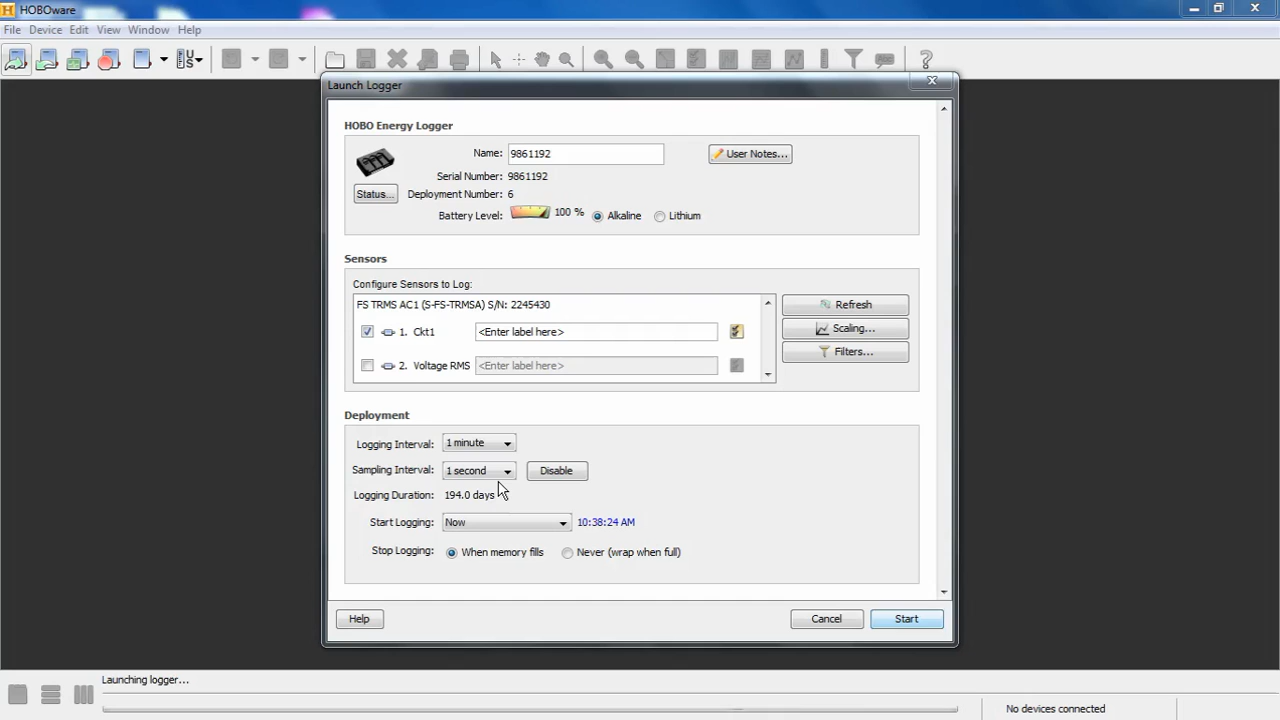 HOBOware
File Device Edit View Window Help
Launch Logger
HOBO Energy Logger
Name: 9861192 User Notes...
Serial Number: 9861192
Status... Deployment Number: 6
Battery Level: 100 % Alkaline Lithium
Sensors
Configure Sensors to Log:
FS TRMS AC1 (S-FS-TRMSA) S/N: 2245430 Refresh
1. Ckt1 <Enter label here> Scaling...
2. Voltage RMS <Enter label here> Filters...
Deployment
Logging Interval: 1 minute
Sampling Interval: 1 second Disable
Logging Duration: 194.0 days
Start Logging: Now 10:38:24 AM
Stop Logging: When memory fills Never (wrap when full)
Help Cancel Start
Launching logger...
No devices connected